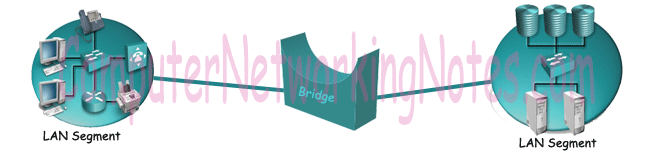 ComputerNetworkingNotes.com
Bridge
LAN Segment
LAN Segment